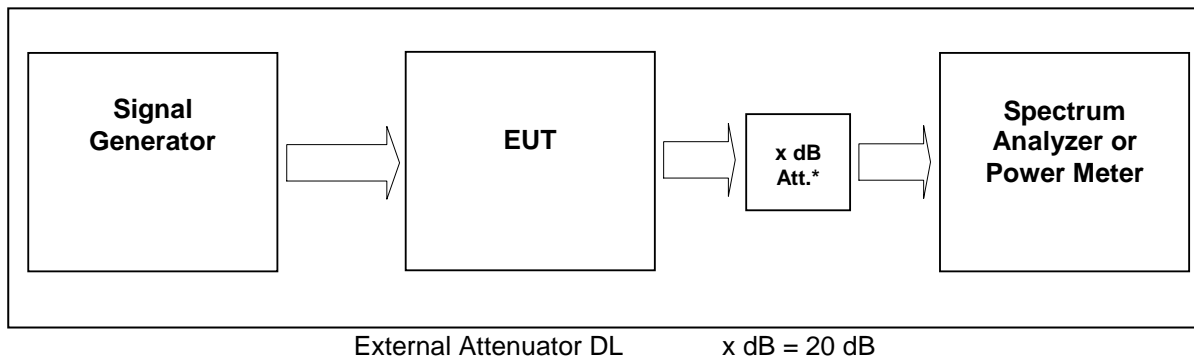 Signal
Generator
EUT
x dB
Att.*
Spectrum
Analyzer or
Power Meter
External Attenuator DL x dB = 20 dB